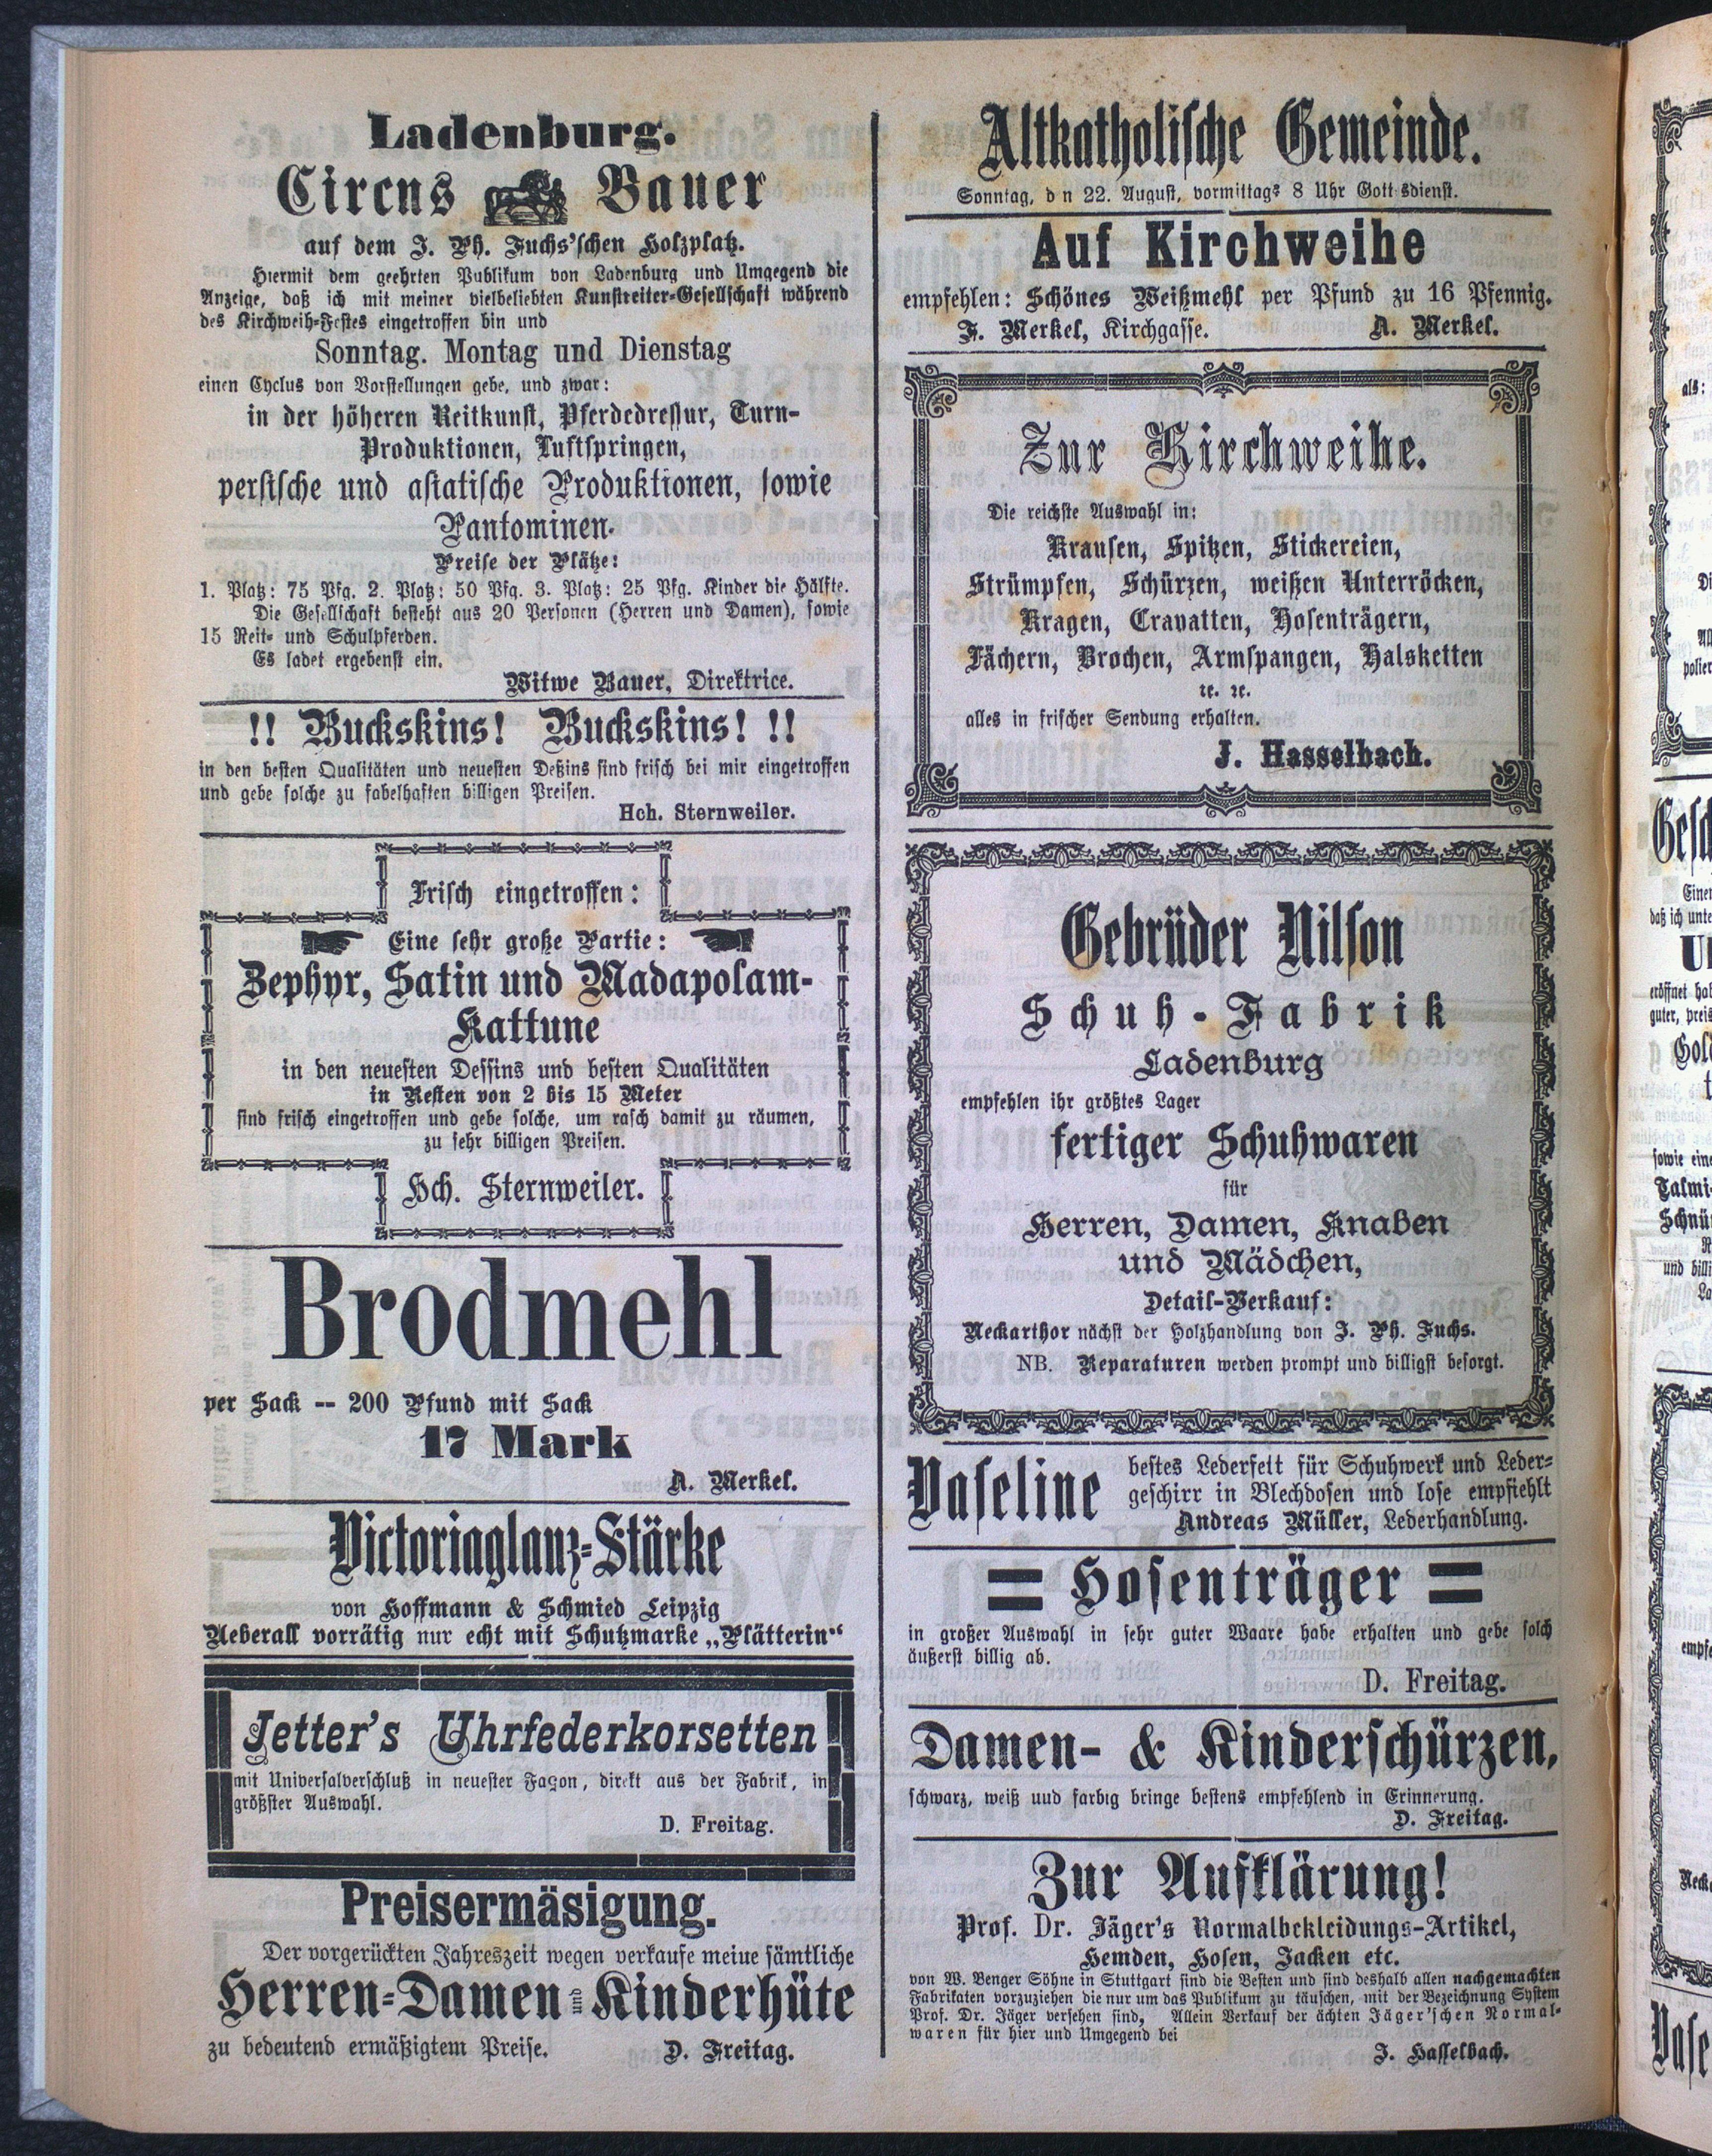 Ladenburg.
Circus Bauer
auf dem J. Ph. Fuchs'schen Holzplatz.
Hiermit dem geehrten Publikum von Ladenburg und Umgegend die
Anzeige, daß ich mit meiner vielbeliebten Kunstreiter-Gesellschaft während
des Kirchweih-Festes eingetroffen bin und
Sonntag. Montag und Dienstag
einen Cyclus von Vorstellungen gebe, und zwar:
in der höheren Reitkunst, Pferdedressur, Turn-
Produktionen, Luftspringen,
persische und asiatische Produktionen, sowie
Pantominen.
Preise der Plätze:
1. Platz: 75 Pfg. 2. Platz: 50 Pfg. 3. Platz: 25 Pfg. Kinder die Hälfte.
Die Gesellschaft besteht aus 20 Personen (Herren und Damen), sowie
15 Reit- und Schulpferden.
Es ladet ergebenst ein.
Witwe Bauer, Direktrice.
!! Buckskins! Buckskins! !!
in den besten Qualitäten und neuesten Deßins sind frisch bei mir eingetroffen
und gebe solche zu fabelhaften billigen Preisen.
Hch. Sternweiler.
Frisch eingetroffen:
Eine sehr große Partie:
Zephyr, Satin und Madapolam-
Kattune
in den neuesten Dessins und besten Qualitäten
in Resten von 2 bis 15 Meter
sind frisch eingetroffen und gebe solche, um rasch damit zu räumen,
zu sehr billigen Preisen.
Hch. Sternweiler.
Brodmehl
per Sack -- 200 Pfund mit Sack
17 Mark
A. Merkel.
Victoriaglanz-Stärke
von Hoffmann & Schmied Leipzig
Ueberall vorrätig nur echt mit Schutzmarke „Plätterin"
Jetter's Uhrfederkorsetten
mit Universalverschluß in neuester Façon, direkt aus der Fabrik, in
größter Auswahl.
D. Freitag.
Preisermäsigung.
Der vorgerückten Jahreszeit wegen verkaufe meine sämtliche
Herren-Damen- und Kinderhüte
zu bedeutend ermäßigtem Preise. D. Freitag.
Altkatholische Gemeinde.
Sonntag, d n 22. August, vormittags 8 Uhr Gott sdienst.
Auf Kirchweihe
empfehlen: Schönes Weißmehl per Pfund zu 16 Pfennig.
F. Merkel, Kirchgasse. A. Merkel.
Zur Kirchweihe.
Die reichste Auswahl in:
Krausen, Spitzen, Stickereien,
Strümpfen, Schürzen, weißen Unterröcken,
Kragen, Cravatten, Hosenträgern,
Fächern, Brochen, Armspangen, Halsketten
ꝛc. ꝛc.
alles in frischer Sendung erhalten.
J. Hasselbach.
Gebrüder Nilson
Schuh-Fabrik
Ladenburg
empfehlen ihr größtes Lager
fertiger Schuhwaren
für
Herren, Damen, Knaben
und Mädchen,
Detail-Verkauf:
Neckarthor nächst der Holzhandlung von J. Ph. Fuchs.
NB. Reparaturen werden prompt und billigst besorgt.
Vaseline bestes Lederfett für Schuhwerk und Leder-
geschirr in Blechdosen und lose empfiehlt
Andreas Müller, Lederhandlung.
= Hosenträger =
in großer Auswahl in sehr guter Waare habe erhalten und gebe solch
äußerst billig ab.
D. Freitag.
Damen- & Kinderschürzen,
schwarz, weiß uud farbig bringe bestens empfehlend in Erinnerung.
D. Freitag.
Zur Aufklärung!
Prof. Dr. Jäger's Normalbekleidungs-Artikel,
Hemden, Hosen, Jacken etc.
von W. Benger Söhne in Stuttgart sind die Besten und sind deshalb allen nachgemachten
Fabrikaten vorzuziehen die nur um das Publikum zu täuschen, mit der Bezeichnung System
Prof. Dr. Jäger versehen sind, Allein Verkauf der ächten Jäger'schen Normal-
waren für hier und Umgegend bei
J. Hasselbach.